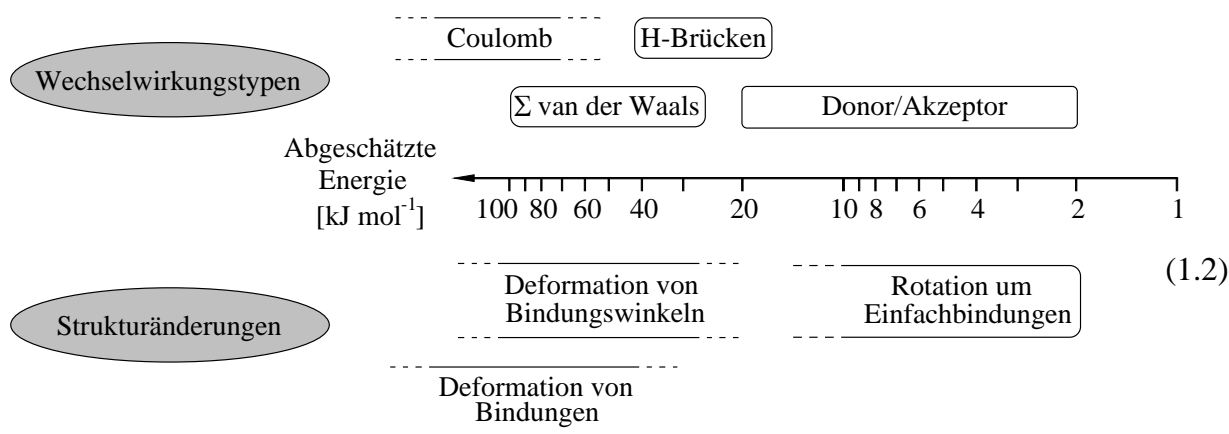 Coulomb
H-Brücken
Wechselwirkungstypen
Σ van der Waals
Donor/Akzeptor
Abgeschätzte
Energie
[kJ mol⁻¹]
100 80 60 40 20 10 8 6 4 2 1
(1.2)
Deformation von
Bindungswinkeln
Rotation um
Einfachbindungen
Strukturänderungen
Deformation von
Bindungen